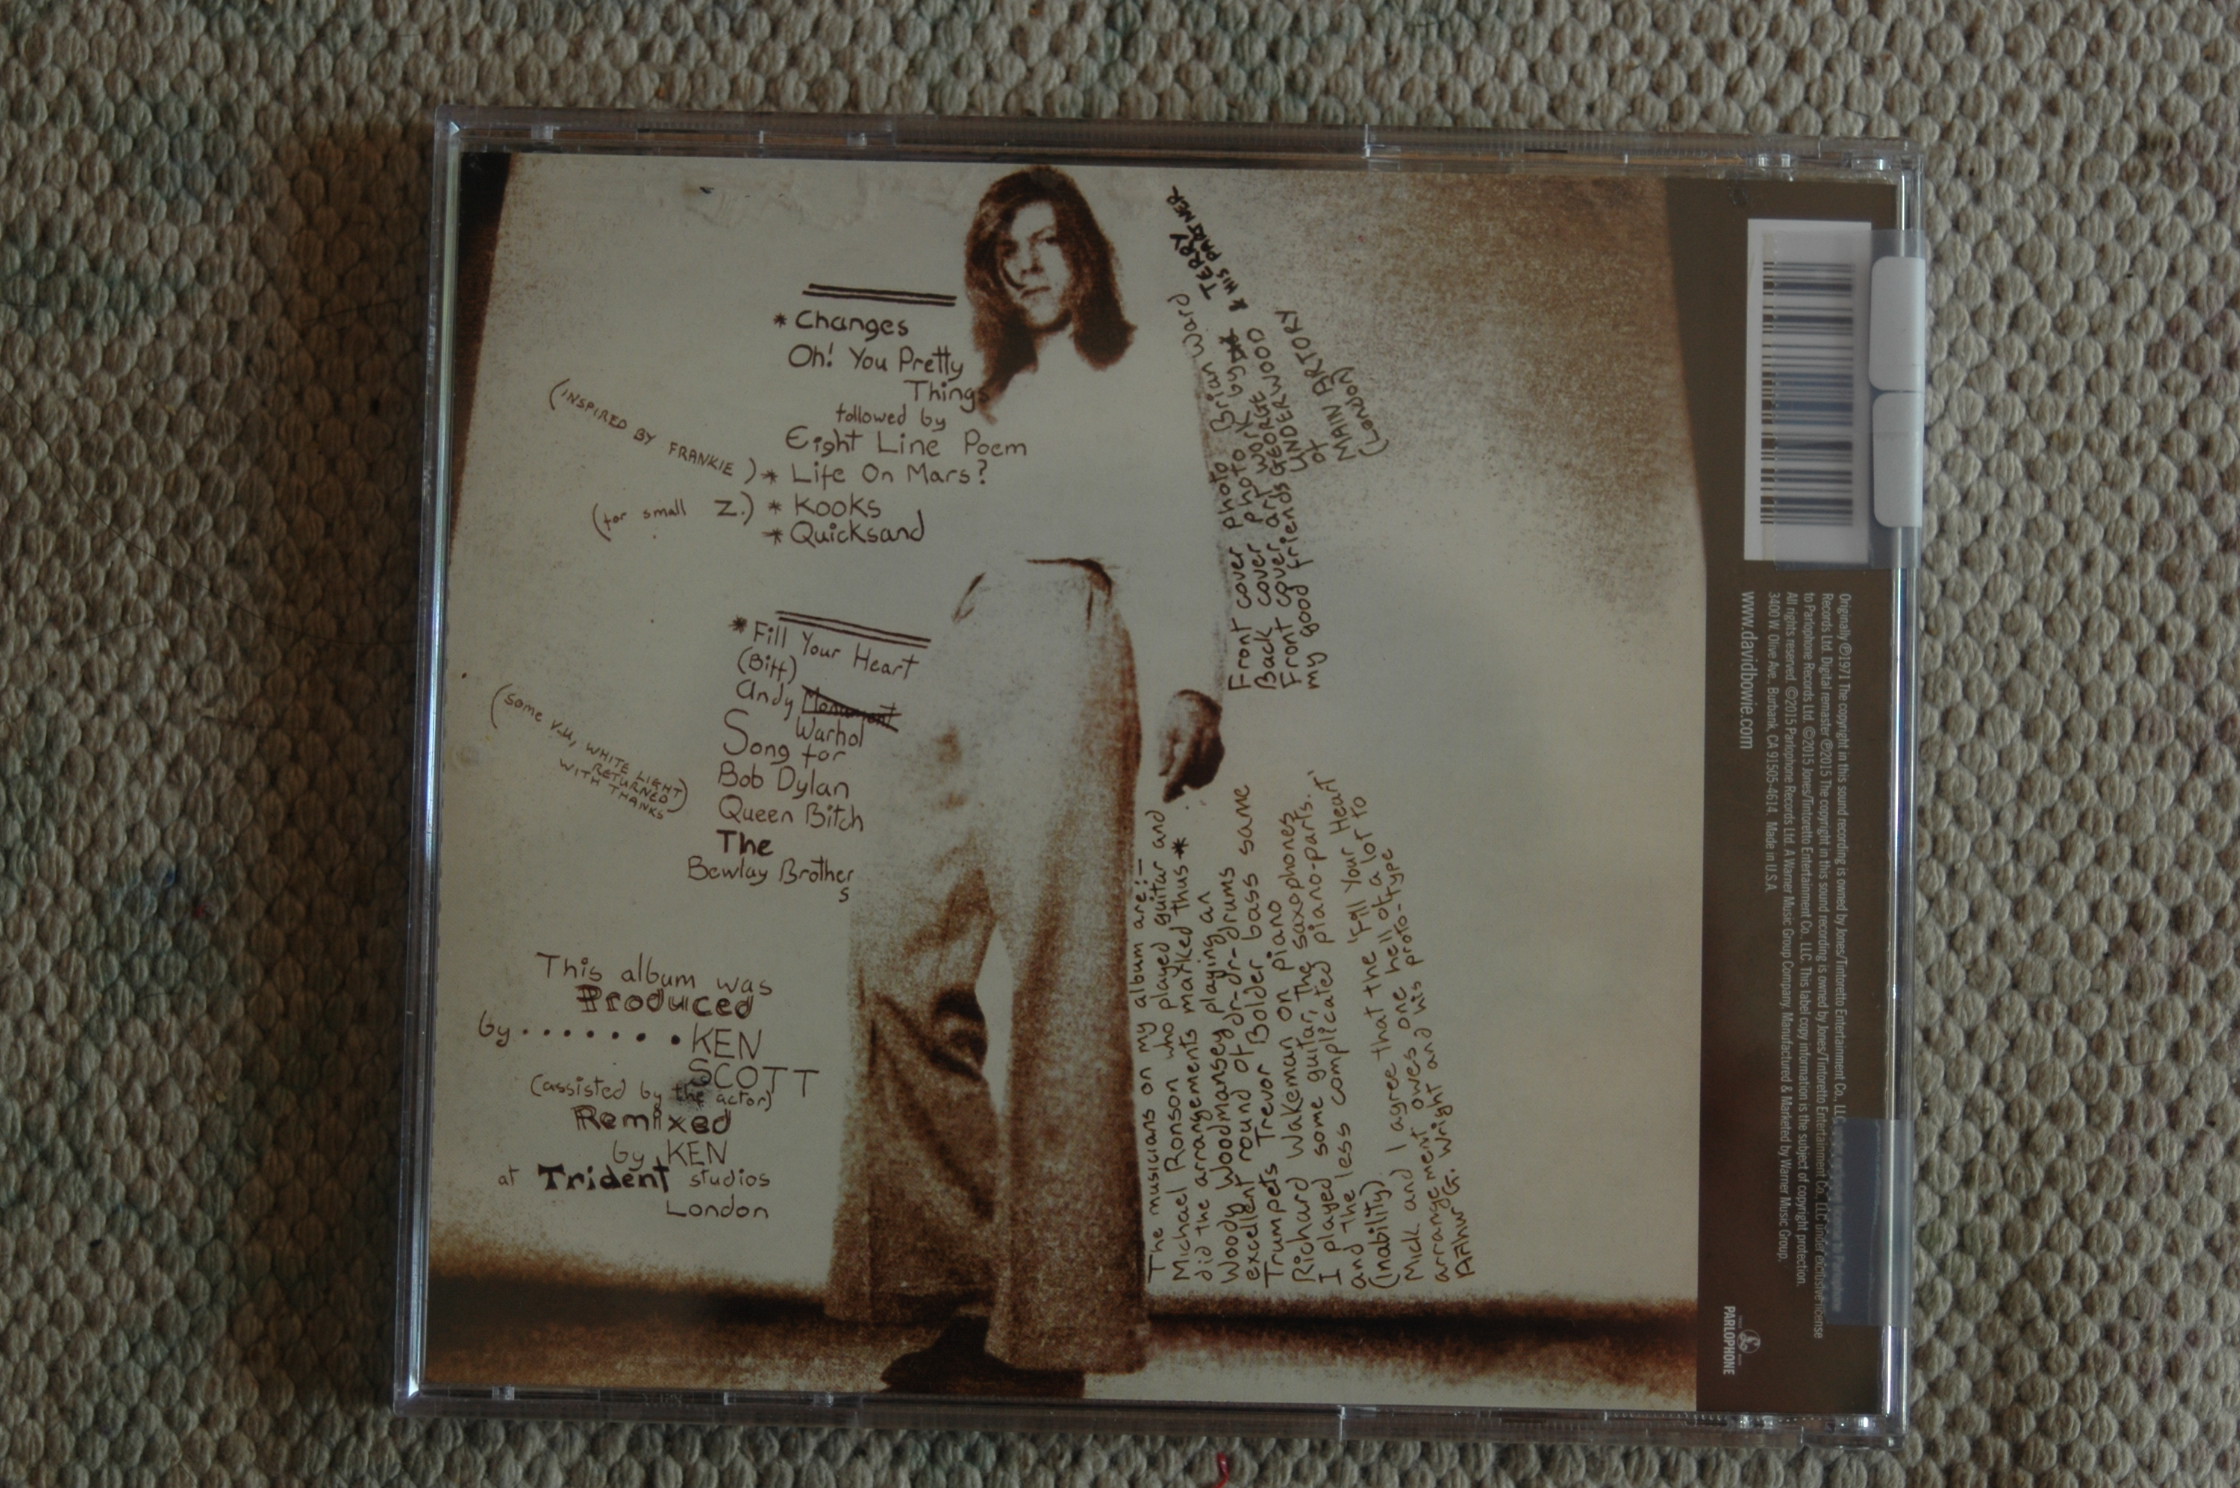 Originally ℗1971 The copyright in this sound recording is owned by Jones/Tintoretto Entertainment Co., LLC under exclusive license to Parlophone
Records Ltd. Digital remaster ℗2015 The copyright in this sound recording is owned by Jones/Tintoretto Entertainment Co., LLC under exclusive license
to Parlophone Records Ltd. ©2015 Jones/Tintoretto Entertainment Co., LLC. This label copy information is the subject of copyright protection.
All rights reserved. ©2015 Parlophone Records Ltd. A Warner Music Group Company. Manufactured & Marketed by Warner Music Group,
3400 W. Olive Ave., Burbank, CA 91505-4614. Made in U.S.A.
www.davidbowie.com
PARLOPHONE
* Changes
Oh! You Pretty
Things
followed by
Eight Line Poem
(INSPIRED BY FRANKIE) * Life On Mars?
(for small Z.) * Kooks
* Quicksand
* Fill Your Heart
(Biff)
Andy
Warhol
Song for
Bob Dylan
(some V.U. WHITE LIGHT
RETURNED
WITH THANKS)
Queen Bitch
The
Bewlay Brother
s
This album was
Produced
by ...... KEN
SCOTT
(assisted by the actor)
Remixed
by KEN
at Trident studios
London
The musicians on my album are:—
Michael Ronson who played guitar and
did the arrangements marked thus *
Woody Woodmansey playing an
excellent round of dr-dr-drums
Trumpets Trevor Bolder bass same
Richard Wakeman on piano
I played some guitar, the saxophones
and the less complicated piano-parts.
(Inability)
Mick and I agree that the 'Fill Your Heart'
arrangement owes one hell of a lot to
Arthur G. Wright and his proto-type
Front cover photo Brian Ward
Back cover photo
Front cover art work by
my good friends GEORGE UNDERWOOD
TERRY
& HIS PARTNER
of
MAIN ARTORY
(London)